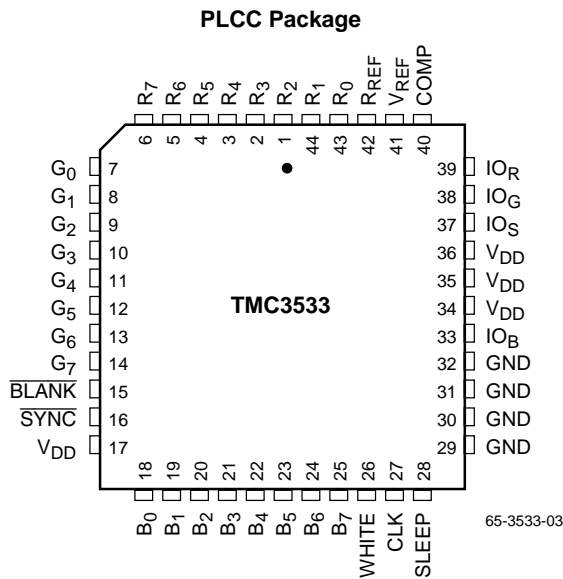 PLCC Package
R7 R6 R5 R4 R3 R2 R1 R0 RREF VREF COMP
6 5 4 3 2 1 44 43 42 41 40
G0 7 39 IOR
G1 8 38 IOG
G2 9 37 IOS
G3 10 36 VDD
G4 11 35 VDD
G5 12 34 VDD
TMC3533
G6 13 33 IOB
G7 14 32 GND
BLANK 15 31 GND
SYNC 16 30 GND
VDD 17 29 GND
18 19 20 21 22 23 24 25 26 27 28
B0 B1 B2 B3 B4 B5 B6 B7 WHITE CLK SLEEP
65-3533-03